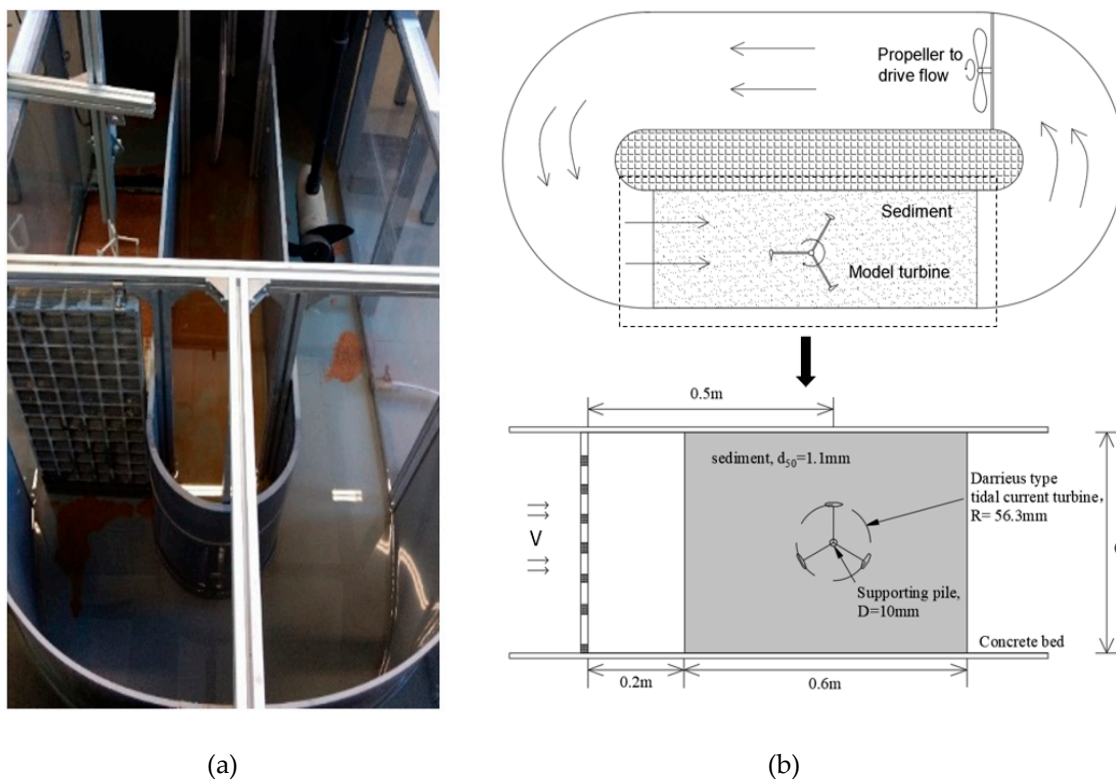 Propeller to
drive flow
Sediment
Model turbine
0.5m
sediment, d₅₀=1.1mm
Darrieus type
tidal current turbine,
R= 56.3mm
V
Supporting pile,
D=10mm
Concrete bed
0.2m
0.6m
(a)
(b)